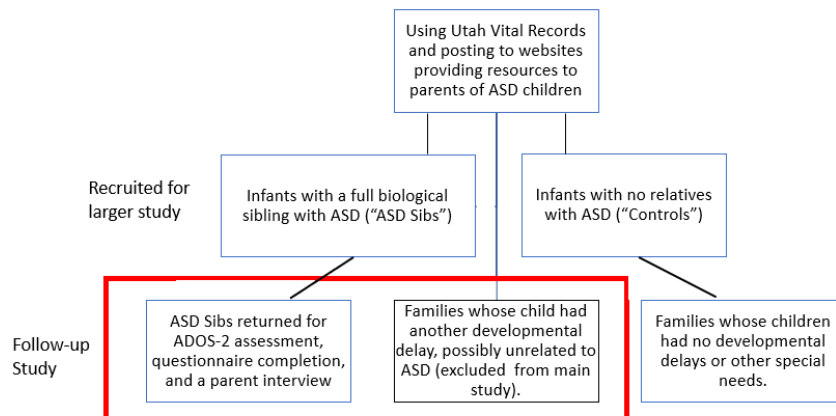 Using Utah Vital Records
and posting to websites
providing resources to
parents of ASD children
Recruited for
larger study
Infants with a full biological
sibling with ASD (“ASD Sibs”)
Infants with no relatives
with ASD (“Controls”)
Follow-up
Study
ASD Sibs returned for
ADOS-2 assessment,
questionnaire completion,
and a parent interview
Families whose child had
another developmental
delay, possibly unrelated to
ASD (excluded from main
study).
Families whose children
had no developmental
delays or other special
needs.